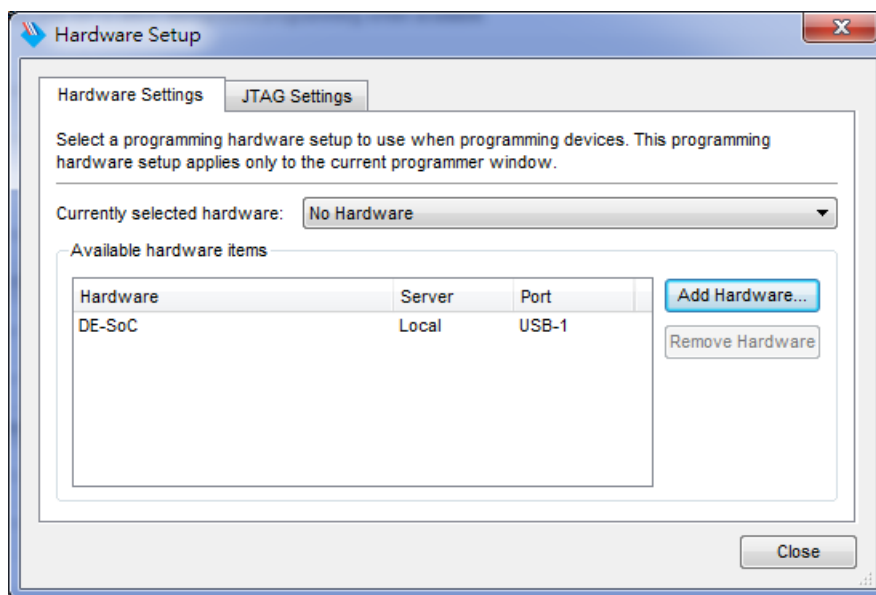 Hardware Setup
Hardware Settings
JTAG Settings
Select a programming hardware setup to use when programming devices. This programming
hardware setup applies only to the current programmer window.
Currently selected hardware:
No Hardware
Available hardware items
Hardware Server Port
DE-SoC Local USB-1
Add Hardware...
Remove Hardware
Close